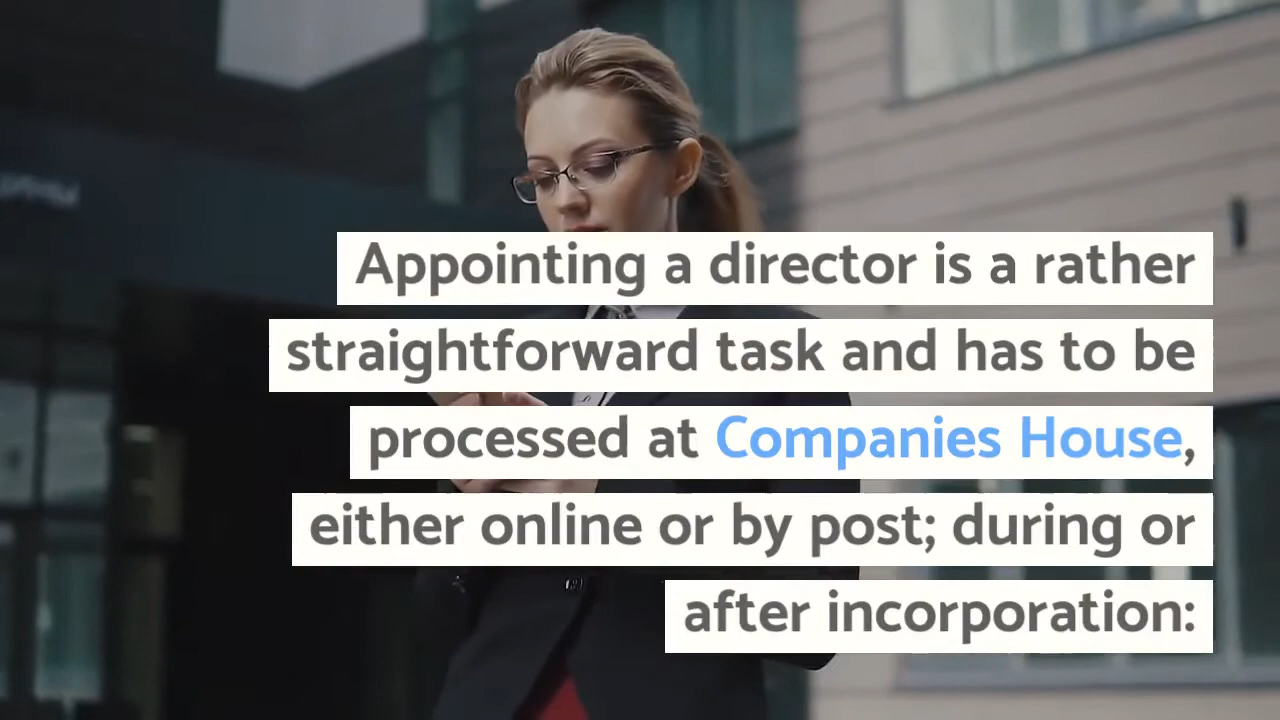 Appointing a director is a rather
straightforward task and has to be
processed at Companies House,
either online or by post; during or
after incorporation: